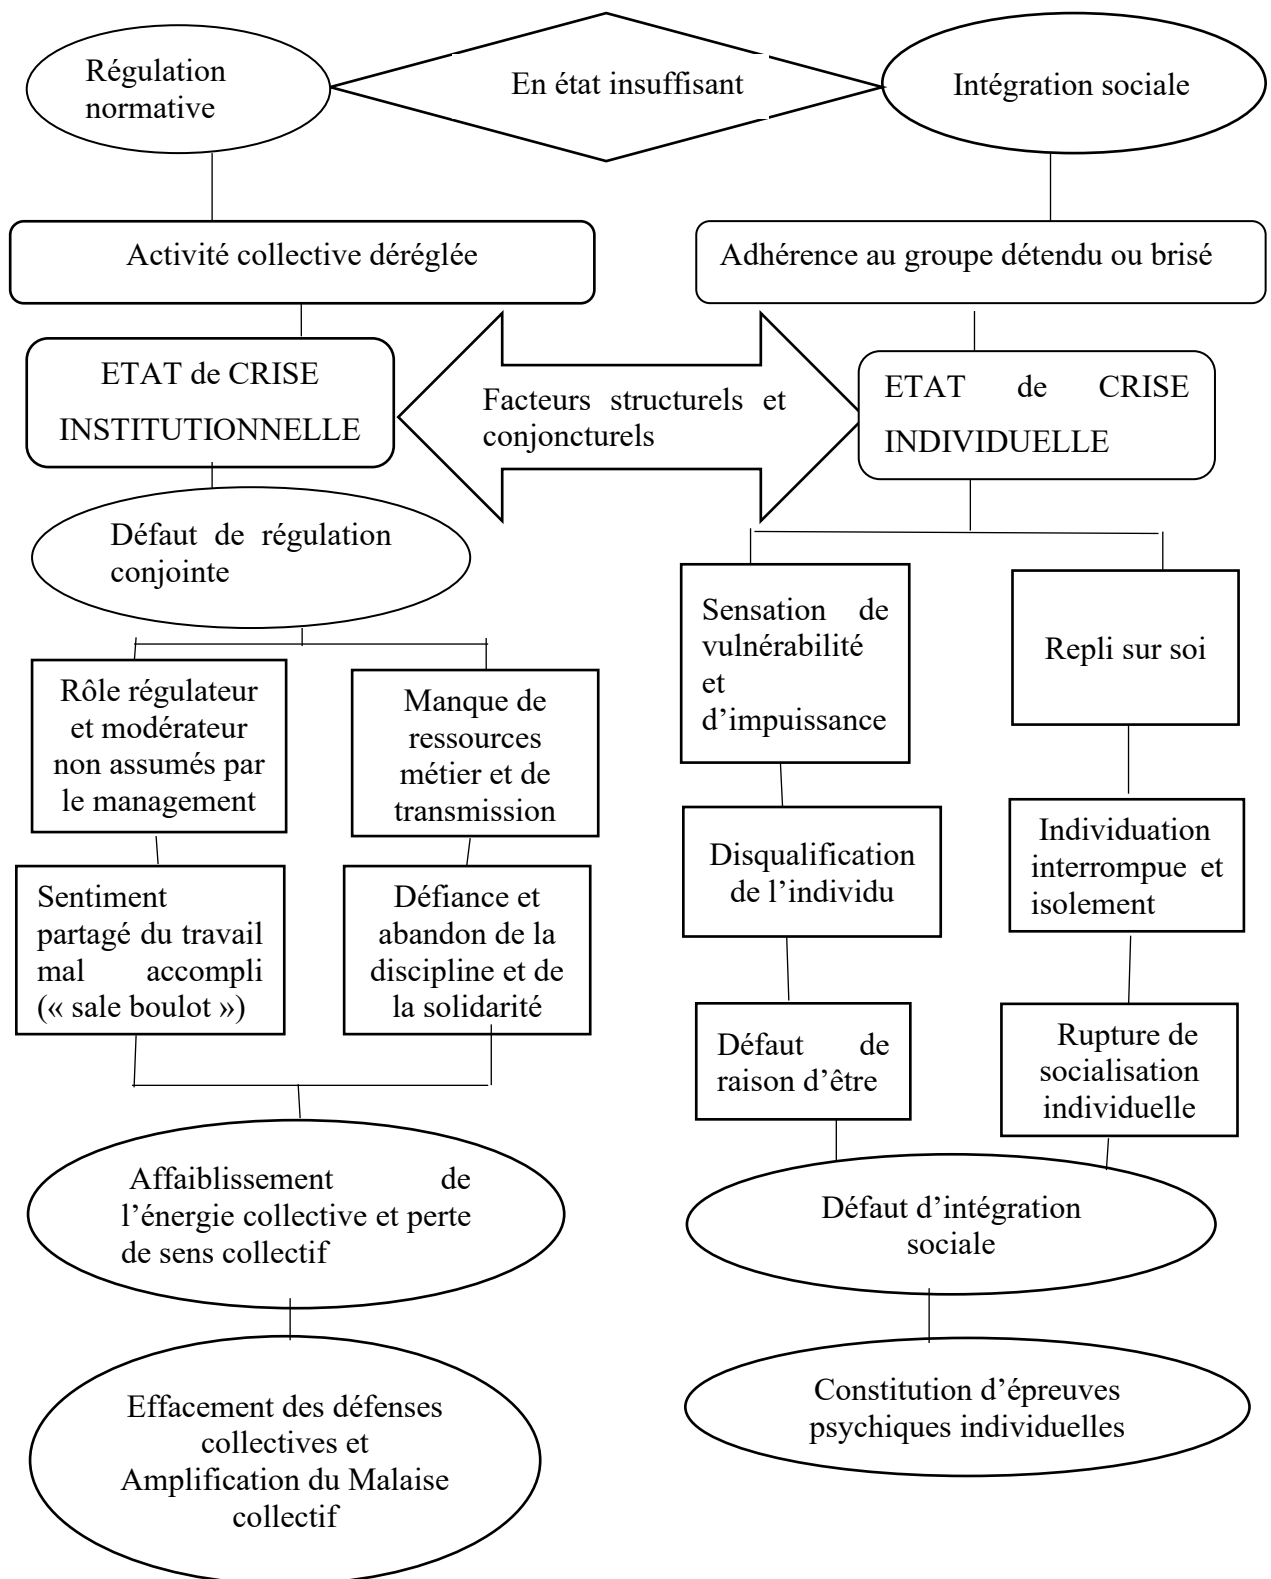 Régulation
normative
En état insuffisant
Intégration sociale
Activité collective déréglée
Adhérence au groupe détendu ou brisé
ETAT de CRISE
INSTITUTIONNELLE
Facteurs structurels et
conjoncturels
ETAT de CRISE
INDIVIDUELLE
Défaut de régulation
conjointe
Sensation de
vulnérabilité
et
d’impuissance
Repli sur soi
Rôle régulateur
et modérateur
non assumés par
le management
Manque de
ressources
métier et de
transmission
Disqualification
de l’individu
Individuation
interrompue et
isolement
Sentiment
partagé du travail
mal accompli
(« sale boulot »)
Défiance et
abandon de la
discipline et de
la solidarité
Défaut de
raison d’être
Rupture de
socialisation
individuelle
Affaiblissement de
l’énergie collective et perte
de sens collectif
Défaut d’intégration
sociale
Effacement des défenses
collectives et
Amplification du Malaise
collectif
Constitution d’épreuves
psychiques individuelles